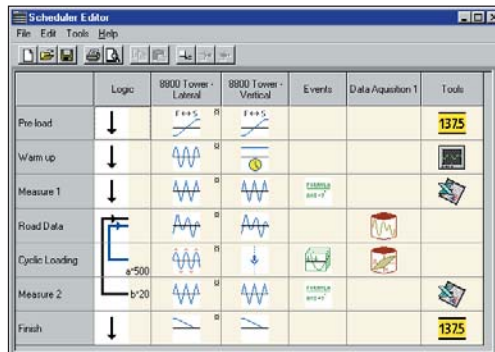 Scheduler Editor
File Edit Tools Help
Logic
8800 Tower - Lateral
8800 Tower - Vertical
Events
Data Aquisition 1
Tools
Pre-load
137.5
Warm up
Measure 1
Road Data
Cyclic Loading
a*500
Measure 2
b*20
Finish
137.5